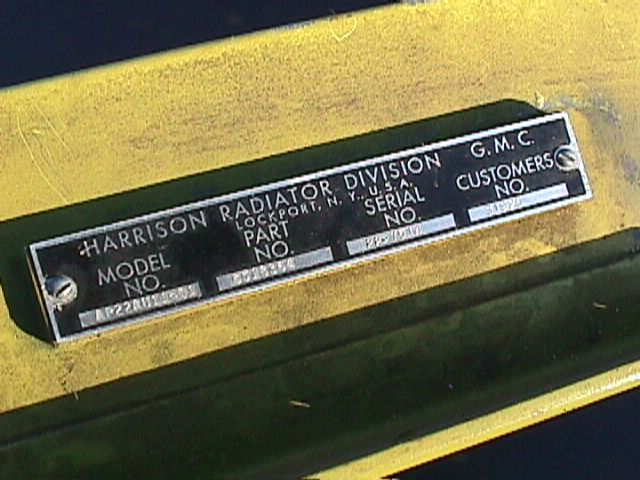 HARRISON RADIATOR DIVISION G.M.C.
LOCKPORT, N.Y., U.S.A.
MODEL NO.
PART NO.
SERIAL NO.
CUSTOMERS NO.